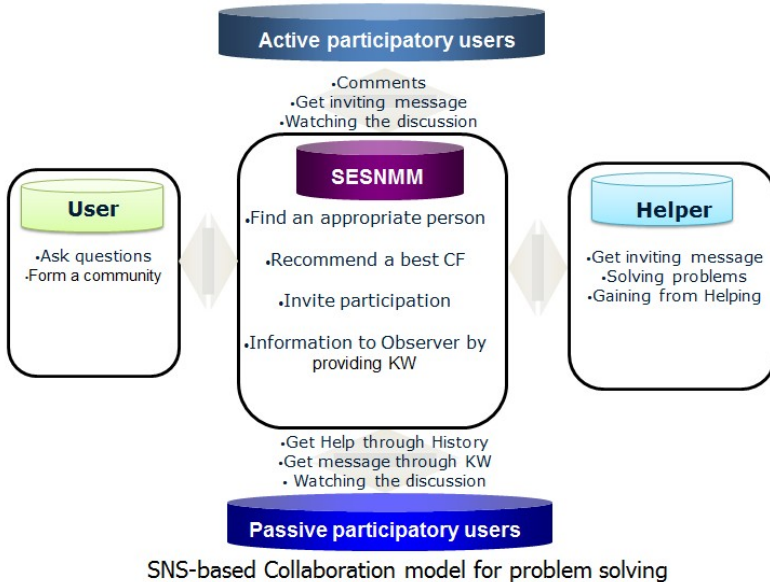 Active participatory users
•Comments
•Get inviting message
•Watching the discussion
User
•Ask questions
•Form a community
SESNMM
•Find an appropriate person
•Recommend a best CF
•Invite participation
•Information to Observer by
providing KW
Helper
•Get inviting message
•Solving problems
•Gaining from Helping
•Get Help through History
•Get message through KW
• Watching the discussion
Passive participatory users
SNS-based Collaboration model for problem solving